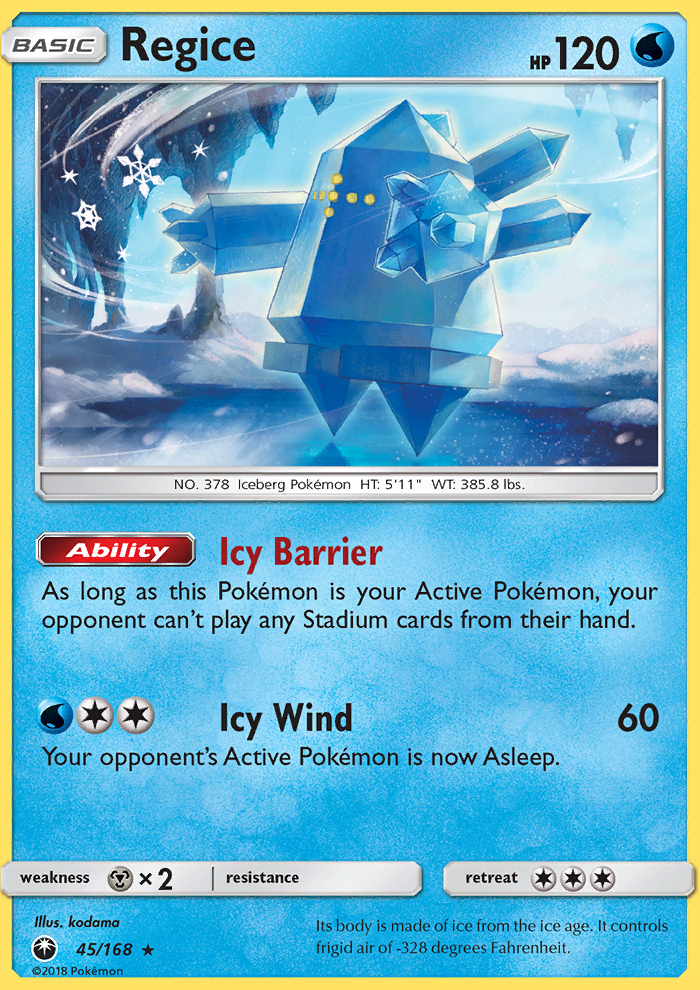 BASIC Regice HP 120
NO. 378 Iceberg Pokémon HT: 5'11" WT: 385.8 lbs.
Ability Icy Barrier
As long as this Pokémon is your Active Pokémon, your
opponent can't play any Stadium cards from their hand.
Icy Wind 60
Your opponent's Active Pokémon is now Asleep.
weakness ×2 resistance retreat
Illus. kodama
45/168 ★
©2018 Pokémon
Its body is made of ice from the ice age. It controls
frigid air of -328 degrees Fahrenheit.